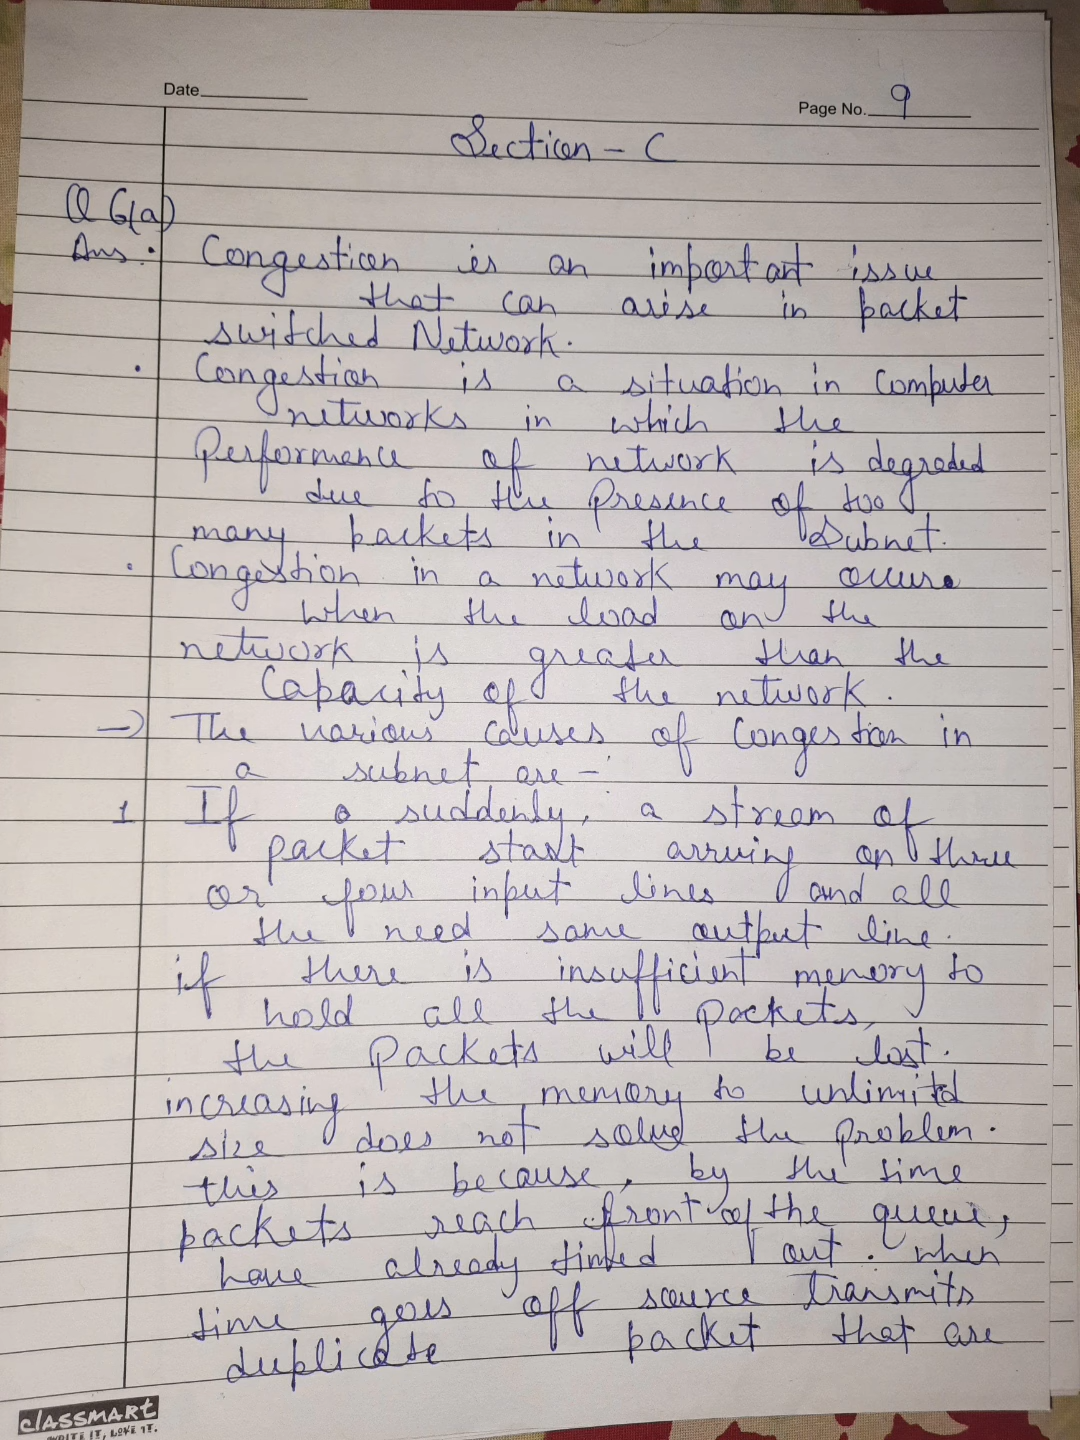 Date
Page No. 9
Section - C
Q 6(a)
Ans : Congestion is an important issue
that can arise in packet
switched Network.
· Congestion is a situation in Computer
networks in which the
Performance of network is degraded
due to the Presence of too
many packets in the Subnet.
· Congestion in a network may occure
when the load on the
network is greater than the
Capacity of the network.
→ The various causes of Congestion in
a subnet are -
1 If a suddenly, a stream of
packet start arruing on three
or four input lines and all
the need same output line.
if there is insufficient memory to
hold all the packets,
the Packets will be lost.
increasing the memory to unlimitd
size does not solve the problem.
this is because, by the time
packets reach front of the queue,
have already timed out. when
time goes off source transmits
duplicate packet that are
classmart
WRITE IT, LOVE IT.